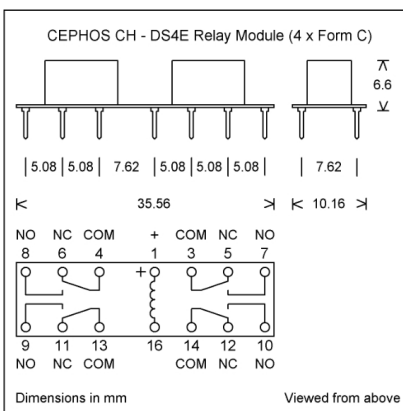 CEPHOS CH - DS4E Relay Module (4 x Form C)
6.6
5.08 5.08 7.62 5.08 5.08 5.08 7.62
35.56 10.16
NO NC COM + COM NC NO
8 6 4 1 3 5 7
+
9 11 13 16 14 12 10
NO NC COM COM NC NO
Dimensions in mm Viewed from above